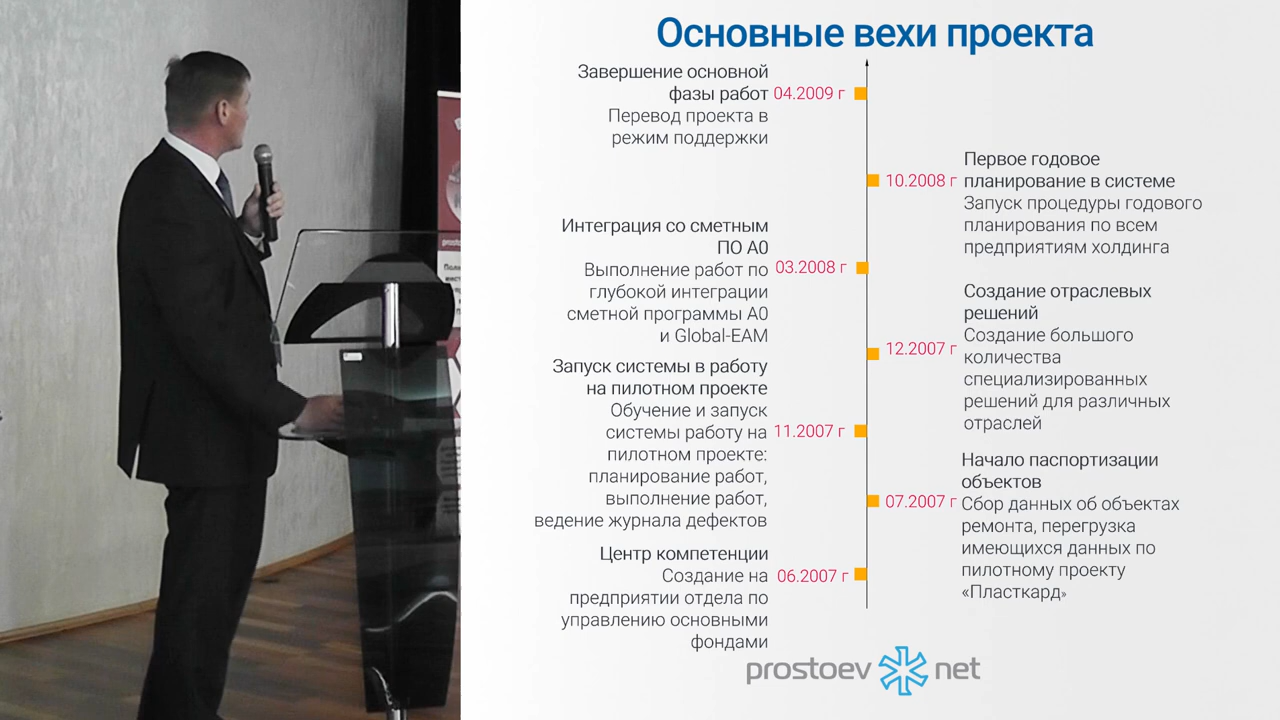 Основные вехи проекта
Завершение основной
фазы работ
04.2009 г
Перевод проекта в
режим поддержки
10.2008 г
Первое годовое
планирование в системе
Запуск процедуры годового
планирования по всем
предприятиям холдинга
Интеграция со сметным
ПО А0
03.2008 г
Выполнение работ по
глубокой интеграции
сметной программы А0
и Global-EAM
12.2007 г
Создание отраслевых
решений
Создание большого
количества
специализированных
решений для различных
отраслей
Запуск системы в работу
на пилотном проекте
11.2007 г
Обучение и запуск
системы работу на
пилотном проекте:
планирование работ,
выполнение работ,
ведение журнала дефектов
07.2007 г
Начало паспортизации
объектов
Сбор данных об объектах
ремонта, перегрузка
имеющихся данных по
пилотному проекту
«Пласткард»
Центр компетенции
06.2007 г
Создание на
предприятии отдела по
управлению основными
фондами
prostoev net